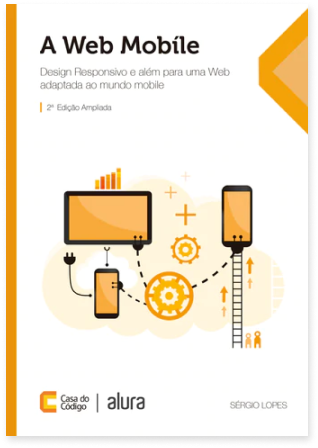 A Web Mobile
Design Responsivo e além para uma Web
adaptada ao mundo mobile
2ª Edição Ampliada
Casa do
Código
alura
SÉRGIO LOPES